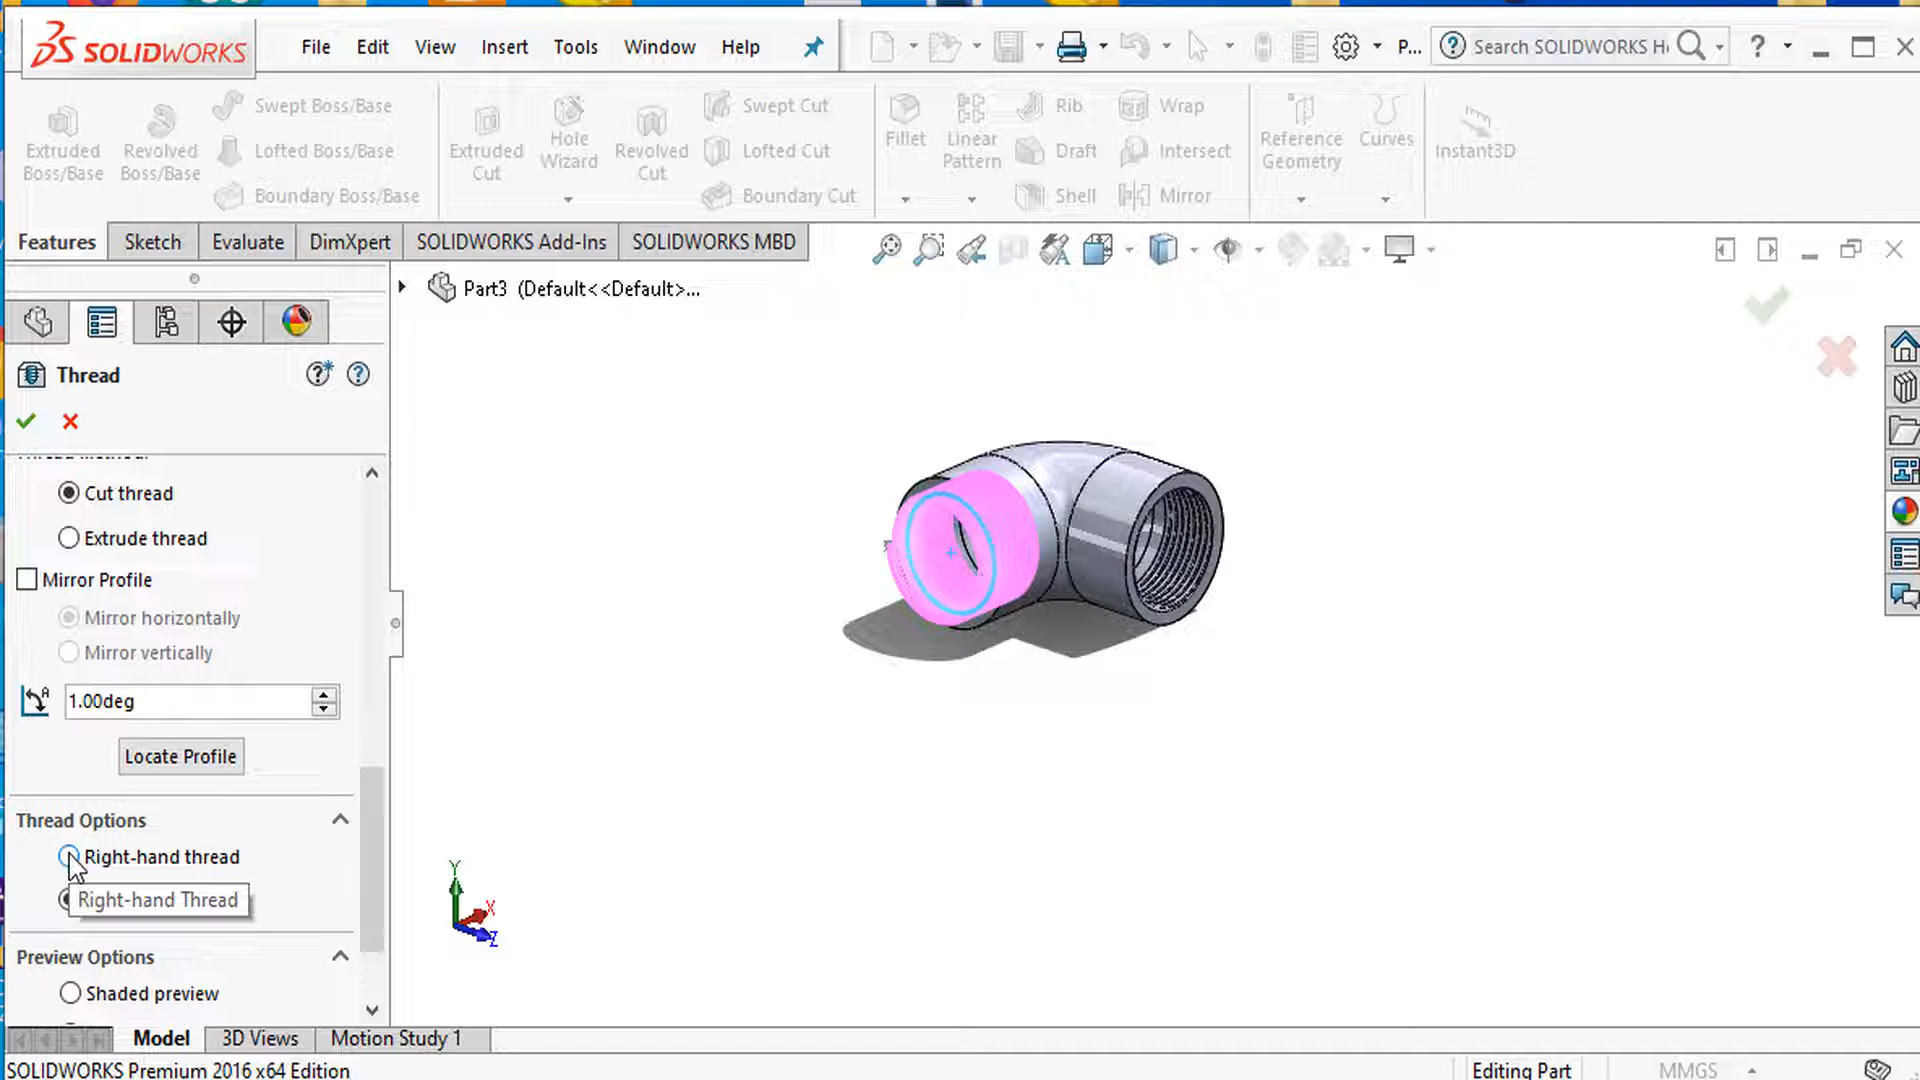 SOLIDWORKS File Edit View Insert Tools Window Help P... Search SOLIDWORKS H
Extruded Boss/Base
Revolved Boss/Base
Swept Boss/Base
Lofted Boss/Base
Boundary Boss/Base
Extruded Cut
Hole Wizard
Revolved Cut
Swept Cut
Lofted Cut
Boundary Cut
Fillet
Linear Pattern
Rib
Draft
Shell
Wrap
Intersect
Mirror
Reference Geometry
Curves
Instant3D
Features Sketch Evaluate DimXpert SOLIDWORKS Add-Ins SOLIDWORKS MBD
Part3 (Default<<Default>...
Thread
Cut thread
Extrude thread
Mirror Profile
Mirror horizontally
Mirror vertically
1.00deg
Locate Profile
Thread Options
Right-hand thread
Right-hand Thread
Preview Options
Shaded preview
Y
X
Z
Model 3D Views Motion Study 1
SOLIDWORKS Premium 2016 x64 Edition Editing Part MMGS